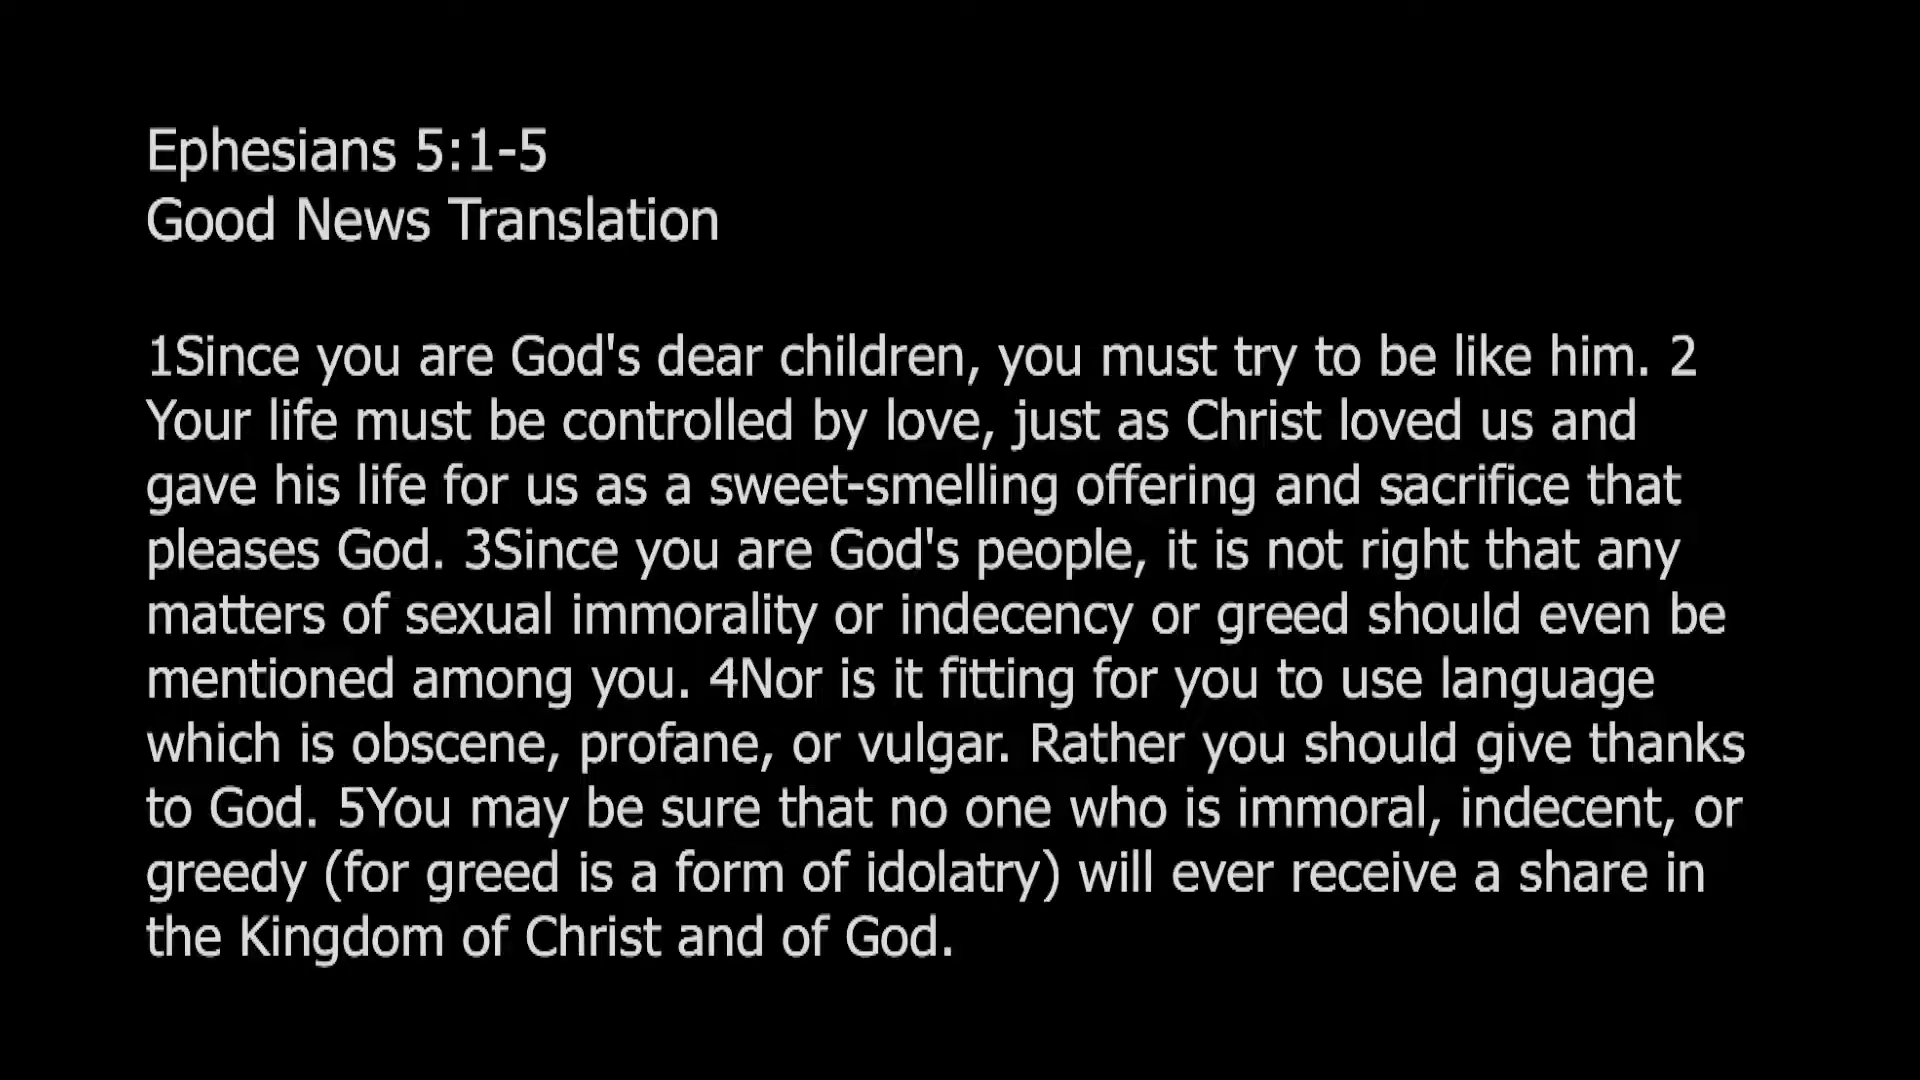 Ephesians 5:1-5
Good News Translation
1Since you are God's dear children, you must try to be like him. 2
Your life must be controlled by love, just as Christ loved us and
gave his life for us as a sweet-smelling offering and sacrifice that
pleases God. 3Since you are God's people, it is not right that any
matters of sexual immorality or indecency or greed should even be
mentioned among you. 4Nor is it fitting for you to use language
which is obscene, profane, or vulgar. Rather you should give thanks
to God. 5You may be sure that no one who is immoral, indecent, or
greedy (for greed is a form of idolatry) will ever receive a share in
the Kingdom of Christ and of God.